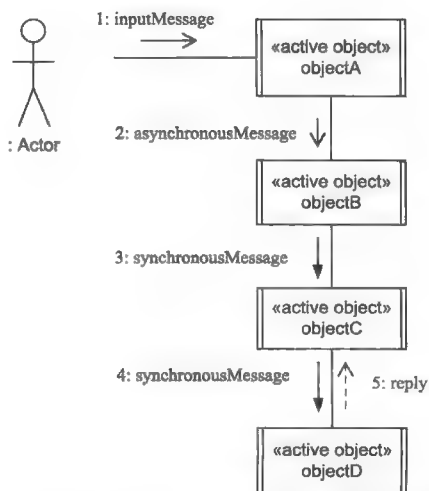 1: inputMessage
«active object»
objectA
: Actor
2: asynchronousMessage
«active object»
objectB
3: synchronousMessage
«active object»
objectC
4: synchronousMessage
5: reply
«active object»
objectD